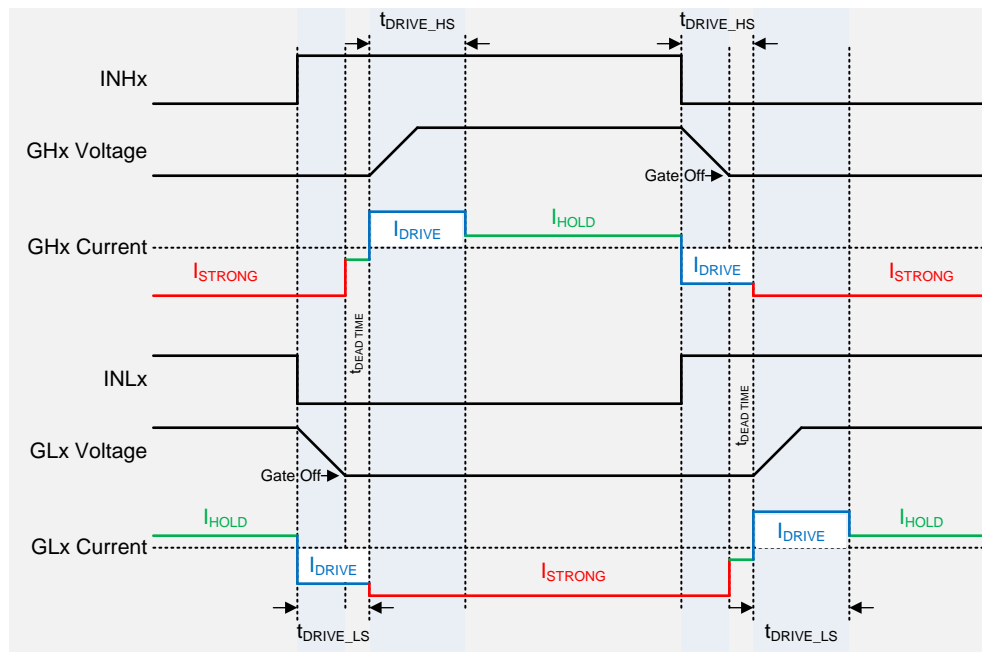 tDRIVE_HS
tDRIVE_HS
INHx
GHx Voltage
Gate Off
GHx Current
IDRIVE
IHOLD
IDRIVE
ISTRONG
ISTRONG
tDEAD TIME
INLx
tDEAD TIME
GLx Voltage
Gate Off
IHOLD
IHOLD
GLx Current
IDRIVE
ISTRONG
IDRIVE
tDRIVE_LS
tDRIVE_LS